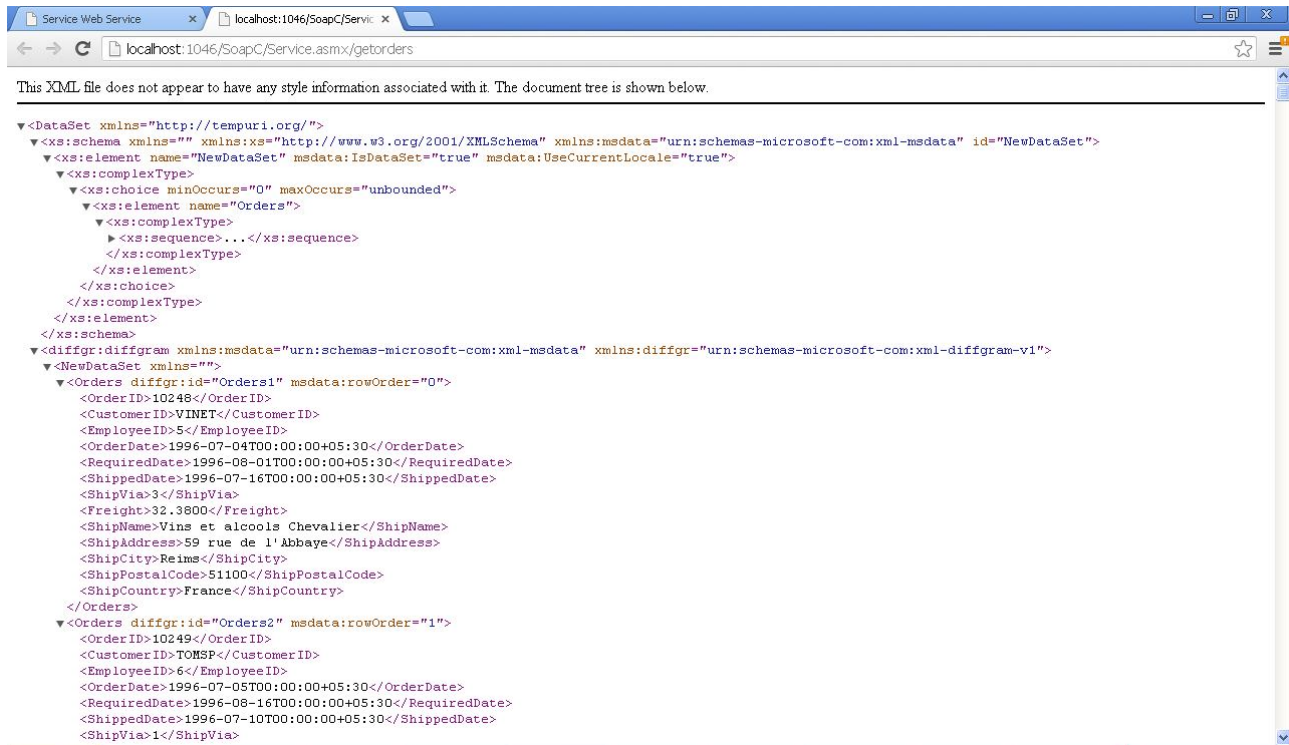 Service Web Service
localhost:1046/SoapC/Servic
localhost:1046/SoapC/Service.asmx/getorders
This XML file does not appear to have any style information associated with it. The document tree is shown below.
▼<DataSet xmlns="http://tempuri.org/">
▼<xs:schema xmlns="" xmlns:xs="http://www.w3.org/2001/XMLSchema" xmlns:msdata="urn:schemas-microsoft-com:xml-msdata" id="NewDataSet">
▼<xs:element name="NewDataSet" msdata:IsDataSet="true" msdata:UseCurrentLocale="true">
▼<xs:complexType>
▼<xs:choice minOccurs="0" maxOccurs="unbounded">
▼<xs:element name="Orders">
▼<xs:complexType>
▶<xs:sequence>...</xs:sequence>
</xs:complexType>
</xs:element>
</xs:choice>
</xs:complexType>
</xs:element>
</xs:schema>
▼<diffgr:diffgram xmlns:msdata="urn:schemas-microsoft-com:xml-msdata" xmlns:diffgr="urn:schemas-microsoft-com:xml-diffgram-v1">
▼<NewDataSet xmlns="">
▼<Orders diffgr:id="Orders1" msdata:rowOrder="0">
<OrderID>10248</OrderID>
<CustomerID>VINET</CustomerID>
<EmployeeID>5</EmployeeID>
<OrderDate>1996-07-04T00:00:00+05:30</OrderDate>
<RequiredDate>1996-08-01T00:00:00+05:30</RequiredDate>
<ShippedDate>1996-07-16T00:00:00+05:30</ShippedDate>
<ShipVia>3</ShipVia>
<Freight>32.3800</Freight>
<ShipName>Vins et alcools Chevalier</ShipName>
<ShipAddress>59 rue de l'Abbaye</ShipAddress>
<ShipCity>Reims</ShipCity>
<ShipPostalCode>51100</ShipPostalCode>
<ShipCountry>France</ShipCountry>
</Orders>
▼<Orders diffgr:id="Orders2" msdata:rowOrder="1">
<OrderID>10249</OrderID>
<CustomerID>TOMSP</CustomerID>
<EmployeeID>6</EmployeeID>
<OrderDate>1996-07-05T00:00:00+05:30</OrderDate>
<RequiredDate>1996-08-16T00:00:00+05:30</RequiredDate>
<ShippedDate>1996-07-10T00:00:00+05:30</ShippedDate>
<ShipVia>1</ShipVia>